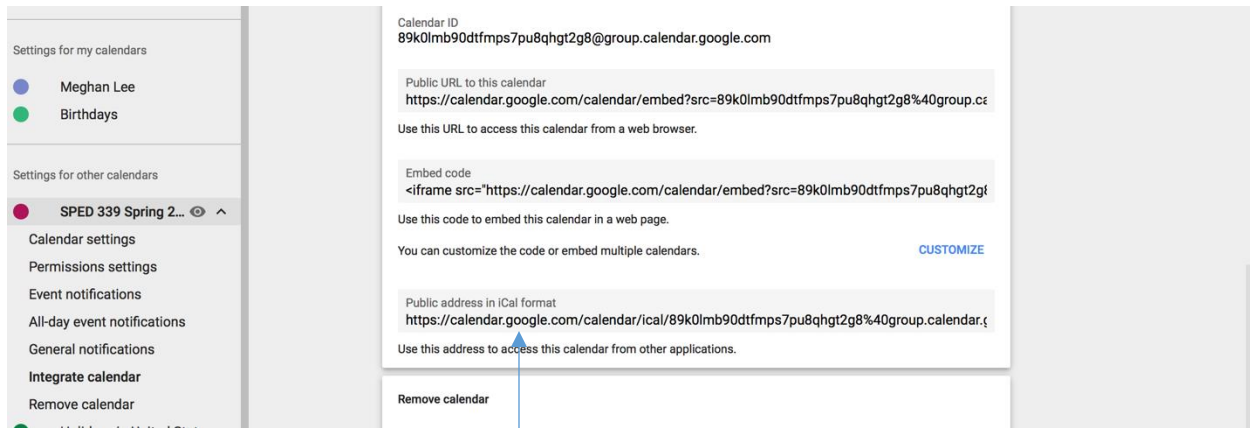 Settings for my calendars
Meghan Lee
Birthdays
Settings for other calendars
SPED 339 Spring 2...
Calendar settings
Permissions settings
Event notifications
All-day event notifications
General notifications
Integrate calendar
Remove calendar
Calendar ID
89k0lmb90dtfmps7pu8qhgt2g8@group.calendar.google.com
Public URL to this calendar
https://calendar.google.com/calendar/embed?src=89k0lmb90dtfmps7pu8qhgt2g8%40group.ca
Use this URL to access this calendar from a web browser.
Embed code
<iframe src="https://calendar.google.com/calendar/embed?src=89k0lmb90dtfmps7pu8qhgt2g8
Use this code to embed this calendar in a web page.
You can customize the code or embed multiple calendars.
CUSTOMIZE
Public address in iCal format
https://calendar.google.com/calendar/ical/89k0lmb90dtfmps7pu8qhgt2g8%40group.calendar.g
Use this address to access this calendar from other applications.
Remove calendar